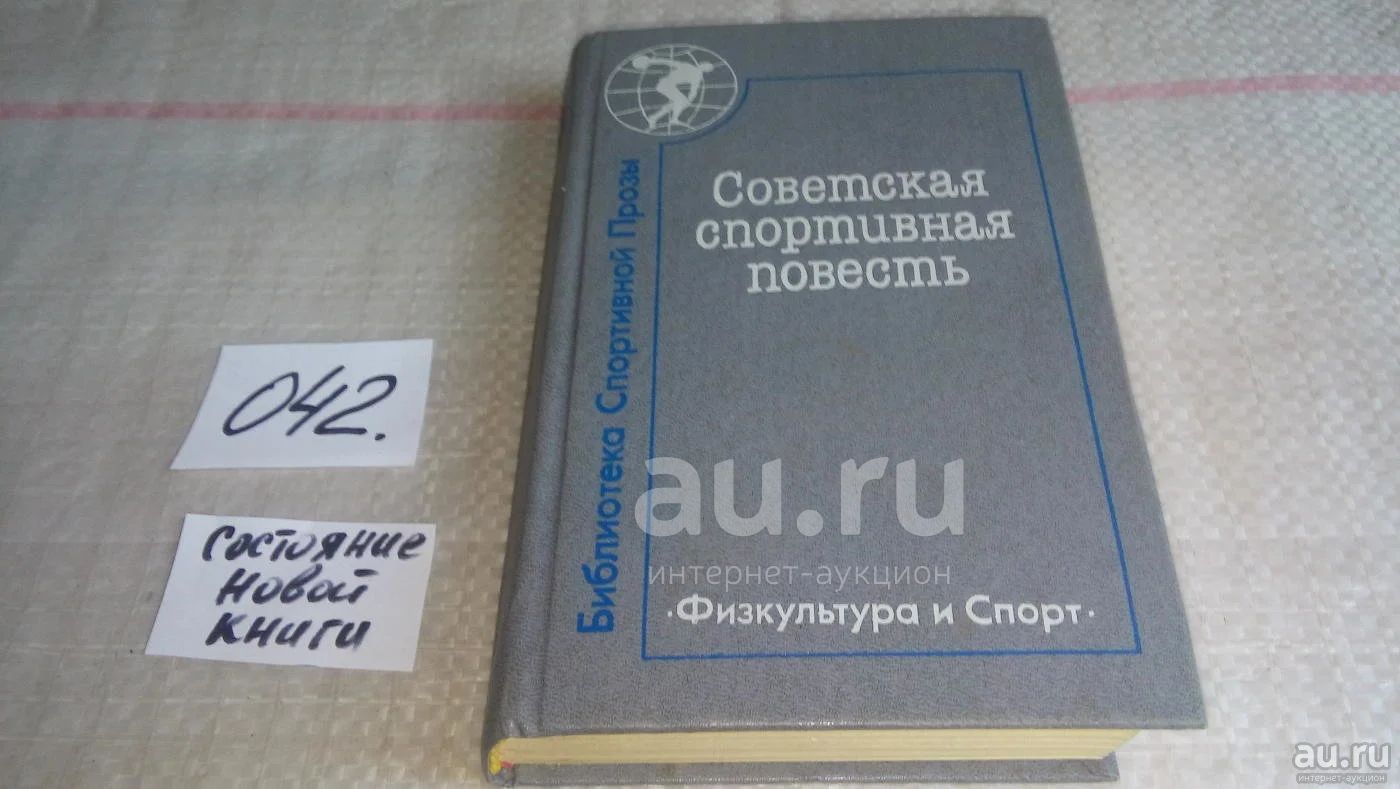 Советская
спортивная
повесть
Библиотека Спортивной Прозы
·Физкультура и Спорт·
042.
Состояние
новой
книги
au.ru
интернет-аукцион
au.ru
интернет-аукцион